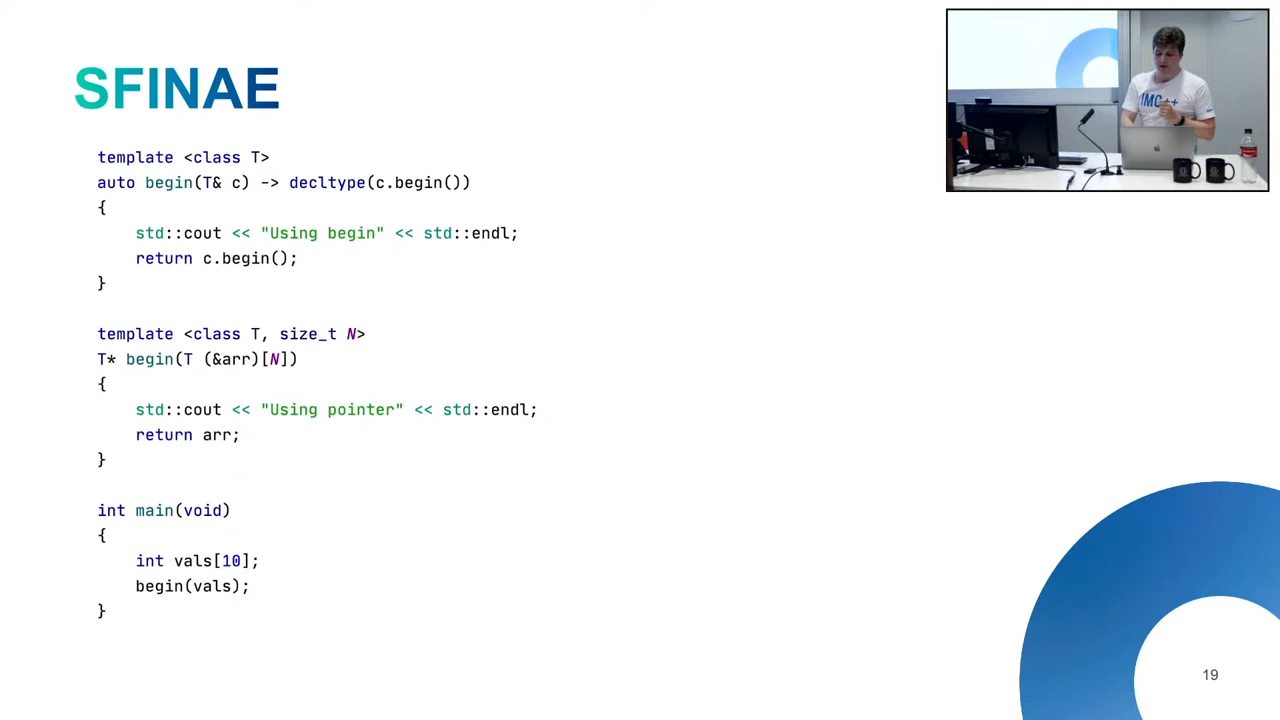 SFINAE
template <class T>
auto begin(T& c) -> decltype(c.begin())
{
    std::cout << "Using begin" << std::endl;
    return c.begin();
}
template <class T, size_t N>
T* begin(T (&arr)[N])
{
    std::cout << "Using pointer" << std::endl;
    return arr;
}
int main(void)
{
    int vals[10];
    begin(vals);
}
19